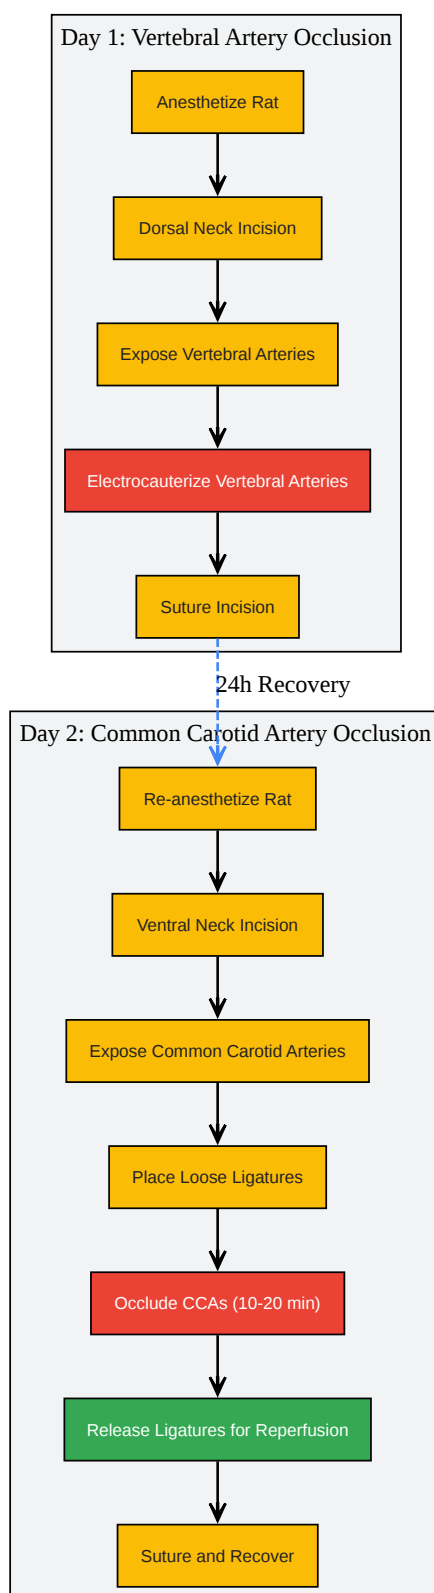 Day 1: Vertebral Artery Occlusion
Anesthetize Rat
Dorsal Neck Incision
Expose Vertebral Arteries
Electrocauterize Vertebral Arteries
Suture Incision
24h Recovery
Day 2: Common Carotid Artery Occlusion
Re-anesthetize Rat
Ventral Neck Incision
Expose Common Carotid Arteries
Place Loose Ligatures
Occlude CCAs (10-20 min)
Release Ligatures for Reperfusion
Suture and Recover